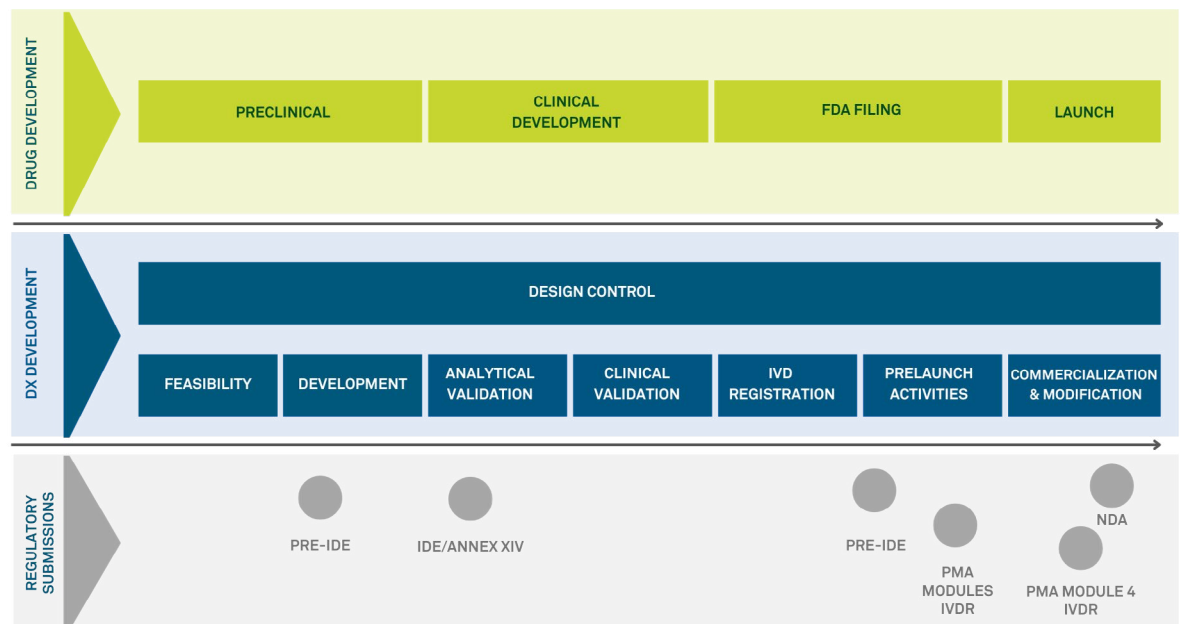 DRUG DEVELOPMENT
PRECLINICAL
CLINICAL
DEVELOPMENT
FDA FILING
LAUNCH
DX DEVELOPMENT
DESIGN CONTROL
FEASIBILITY
DEVELOPMENT
ANALYTICAL
VALIDATION
CLINICAL
VALIDATION
IVD
REGISTRATION
PRELAUNCH
ACTIVITIES
COMMERCIALIZATION
& MODIFICATION
REGULATORY
SUBMISSIONS
PRE-IDE
IDE/ANNEX XIV
PRE-IDE
PMA
MODULES
IVDR
NDA
PMA MODULE 4
IVDR